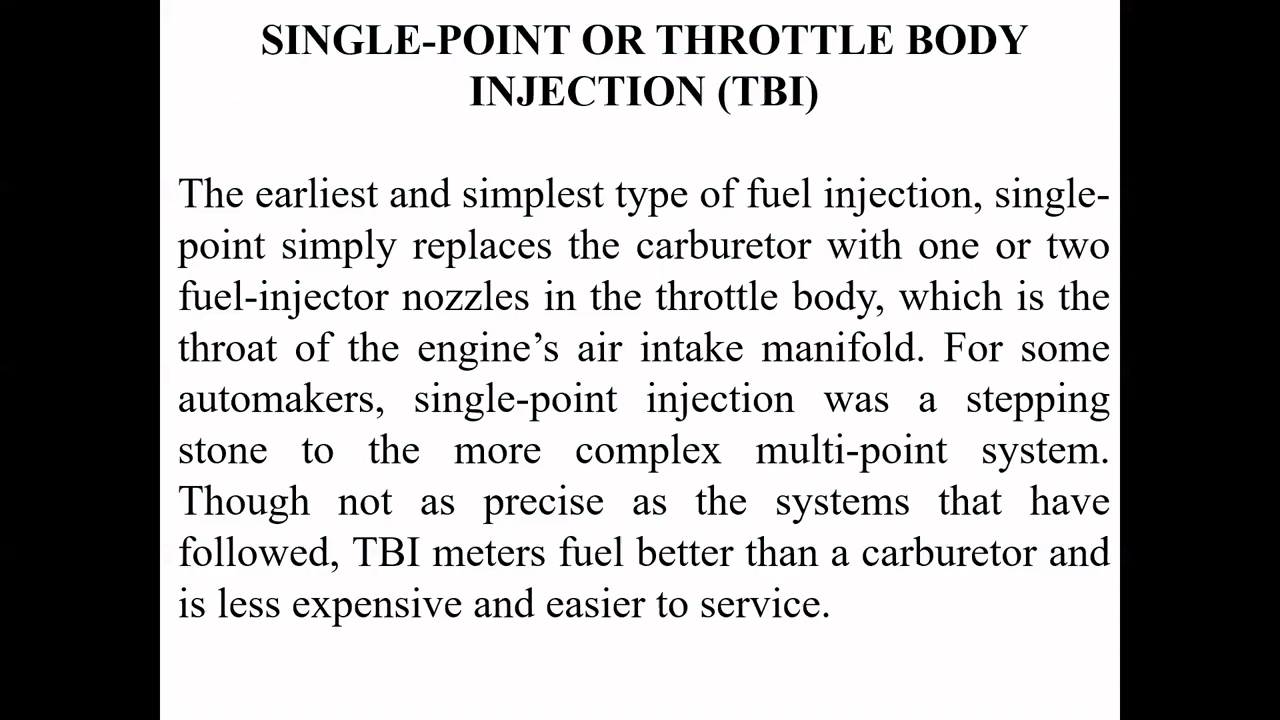 SINGLE-POINT OR THROTTLE BODY
INJECTION (TBI)
The earliest and simplest type of fuel injection, single-
point simply replaces the carburetor with one or two
fuel-injector nozzles in the throttle body, which is the
throat of the engine’s air intake manifold. For some
automakers, single-point injection was a stepping
stone to the more complex multi-point system.
Though not as precise as the systems that have
followed, TBI meters fuel better than a carburetor and
is less expensive and easier to service.